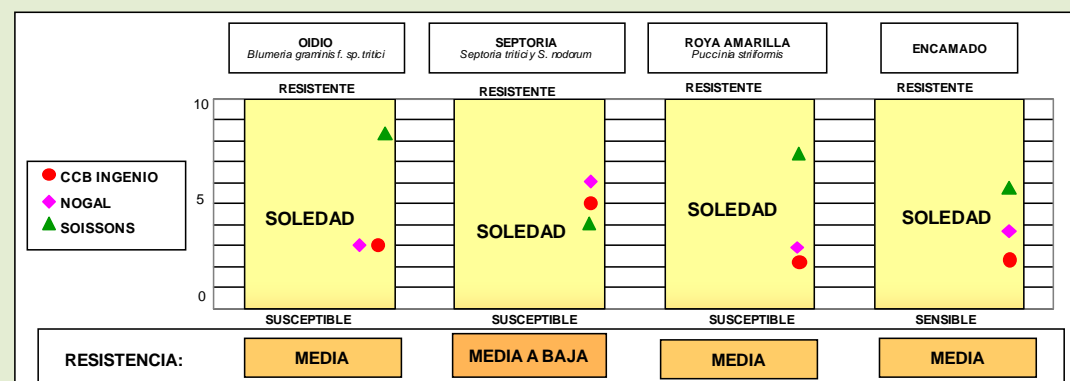 OIDIO
Blumeria graminis f. sp. tritici
SEPTORIA
Septoria tritici y S. nodorum
ROYA AMARILLA
Puccinia striiformis
ENCAMADO
RESISTENTE
RESISTENTE
RESISTENTE
RESISTENTE
10
5
0
CCB INGENIO
NOGAL
SOISSONS
SOLEDAD
SOLEDAD
SOLEDAD
SOLEDAD
SUSCEPTIBLE
SUSCEPTIBLE
SUSCEPTIBLE
SENSIBLE
RESISTENCIA:
MEDIA
MEDIA A BAJA
MEDIA
MEDIA